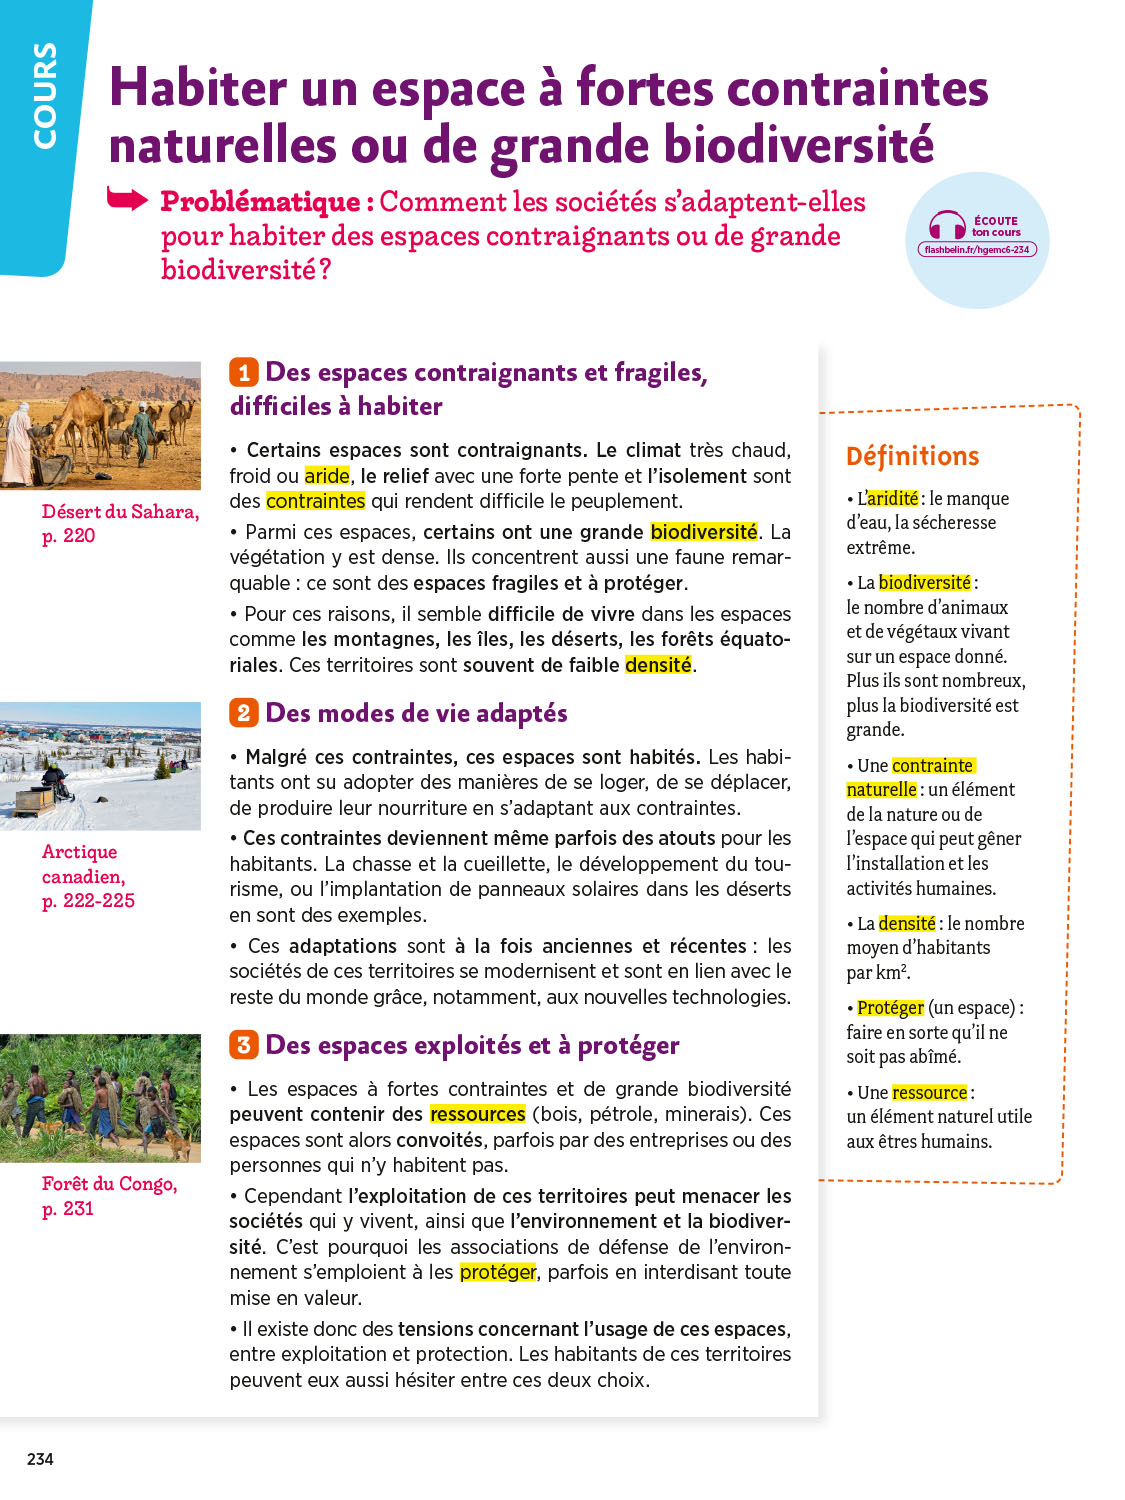 COURS
Habiter un espace à fortes contraintes
naturelles ou de grande biodiversité
Problématique : Comment les sociétés s’adaptent-elles
pour habiter des espaces contraignants ou de grande
biodiversité ?
ÉCOUTE
ton cours
flashbelin.fr/hgemc6-234
Désert du Sahara,
p. 220
Arctique
canadien,
p. 222-225
Forêt du Congo,
p. 231
1 Des espaces contraignants et fragiles,
difficiles à habiter
• Certains espaces sont contraignants. Le climat très chaud,
froid ou aride, le relief avec une forte pente et l’isolement sont
des contraintes qui rendent difficile le peuplement.
• Parmi ces espaces, certains ont une grande biodiversité. La
végétation y est dense. Ils concentrent aussi une faune remar-
quable : ce sont des espaces fragiles et à protéger.
• Pour ces raisons, il semble difficile de vivre dans les espaces
comme les montagnes, les îles, les déserts, les forêts équato-
riales. Ces territoires sont souvent de faible densité.
2 Des modes de vie adaptés
• Malgré ces contraintes, ces espaces sont habités. Les habi-
tants ont su adopter des manières de se loger, de se déplacer,
de produire leur nourriture en s’adaptant aux contraintes.
• Ces contraintes deviennent même parfois des atouts pour les
habitants. La chasse et la cueillette, le développement du tou-
risme, ou l’implantation de panneaux solaires dans les déserts
en sont des exemples.
• Ces adaptations sont à la fois anciennes et récentes : les
sociétés de ces territoires se modernisent et sont en lien avec le
reste du monde grâce, notamment, aux nouvelles technologies.
3 Des espaces exploités et à protéger
• Les espaces à fortes contraintes et de grande biodiversité
peuvent contenir des ressources (bois, pétrole, minerais). Ces
espaces sont alors convoités, parfois par des entreprises ou des
personnes qui n’y habitent pas.
• Cependant l’exploitation de ces territoires peut menacer les
sociétés qui y vivent, ainsi que l’environnement et la biodiver-
sité. C’est pourquoi les associations de défense de l’environ-
nement s’emploient à les protéger, parfois en interdisant toute
mise en valeur.
• Il existe donc des tensions concernant l’usage de ces espaces,
entre exploitation et protection. Les habitants de ces territoires
peuvent eux aussi hésiter entre ces deux choix.
Définitions
• L’aridité : le manque
d’eau, la sécheresse
extrême.
• La biodiversité :
le nombre d’animaux
et de végétaux vivant
sur un espace donné.
Plus ils sont nombreux,
plus la biodiversité est
grande.
• Une contrainte
naturelle : un élément
de la nature ou de
l’espace qui peut gêner
l’installation et les
activités humaines.
• La densité : le nombre
moyen d’habitants
par km².
• Protéger (un espace) :
faire en sorte qu’il ne
soit pas abîmé.
• Une ressource :
un élément naturel utile
aux êtres humains.
234